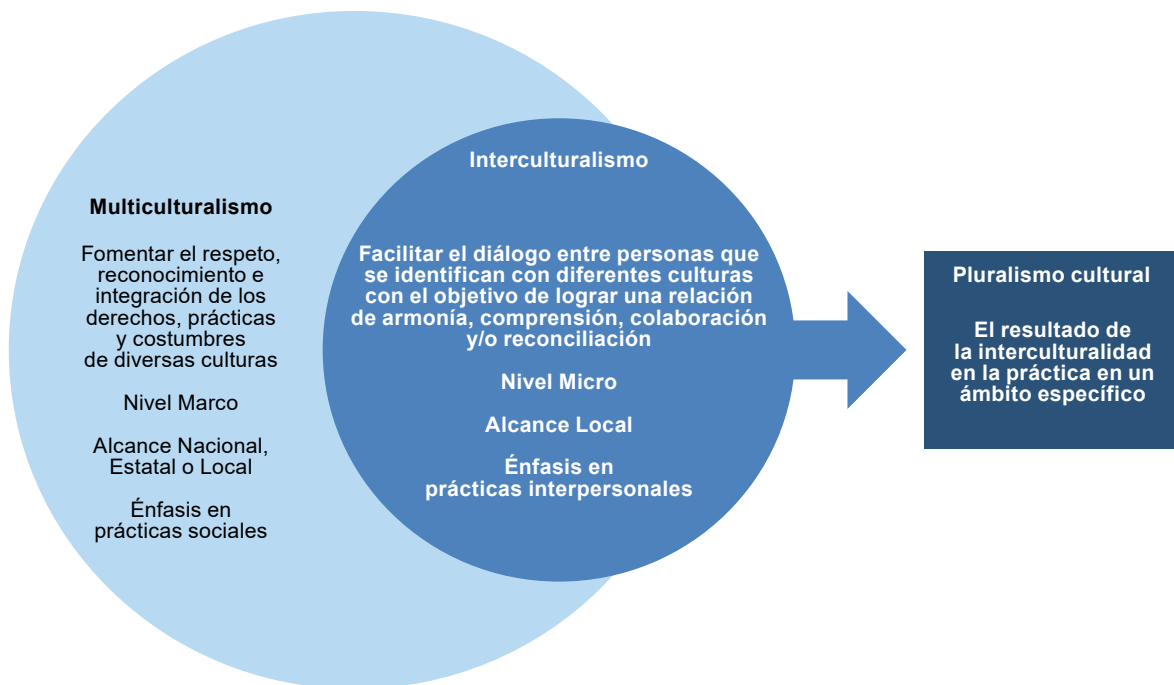 Multiculturalismo
Fomentar el respeto,
reconocimiento e
integración de los
derechos, prácticas
y costumbres
de diversas culturas
Nivel Marco
Alcance Nacional,
Estatal o Local
Énfasis en
prácticas sociales
Interculturalismo
Facilitar el diálogo entre personas que
se identifican con diferentes culturas
con el objetivo de lograr una relación
de armonía, comprensión, colaboración
y/o reconciliación
Nivel Micro
Alcance Local
Énfasis en
prácticas interpersonales
Pluralismo cultural
El resultado de
la interculturalidad
en la práctica en un
ámbito específico